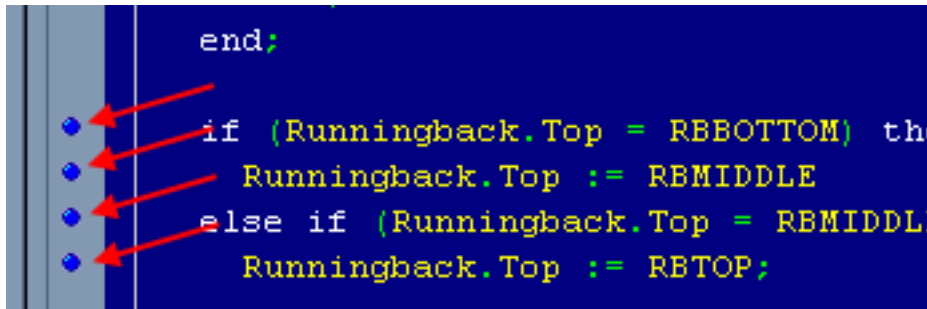 end;
if (Runningback.Top = RBBOTTOM) the
Runningback.Top := RBMIDDLE
else if (Runningback.Top = RBMIDDL
Runningback.Top := RBTOP;